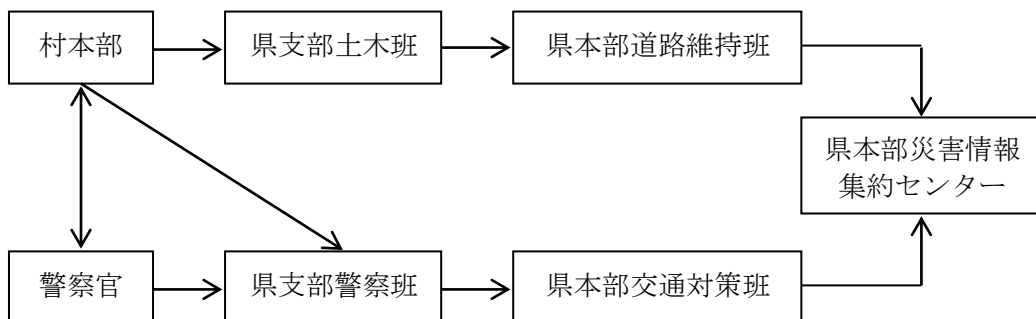 村本部
県支部土木班
県本部道路維持班
県本部災害情報
集約センター
警察官
県支部警察班
県本部交通対策班